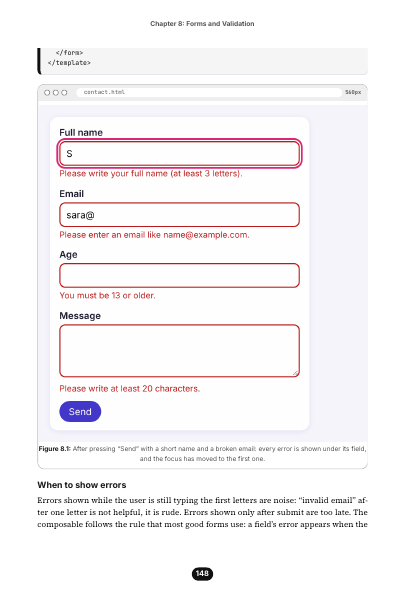 Chapter 8: Forms and Validation
</form>
</template>
contact.html
560px
Full name
S
Please write your full name (at least 3 letters).
Email
sara@
Please enter an email like name@example.com.
Age
You must be 13 or older.
Message
Please write at least 20 characters.
Send
Figure 8.1: After pressing “Send” with a short name and a broken email: every error is shown under its field,
and the focus has moved to the first one.
When to show errors
Errors shown while the user is still typing the first letters are noise: “invalid email” af-
ter one letter is not helpful, it is rude. Errors shown only after submit are too late. The
composable follows the rule that most good forms use: a field’s error appears when the
148